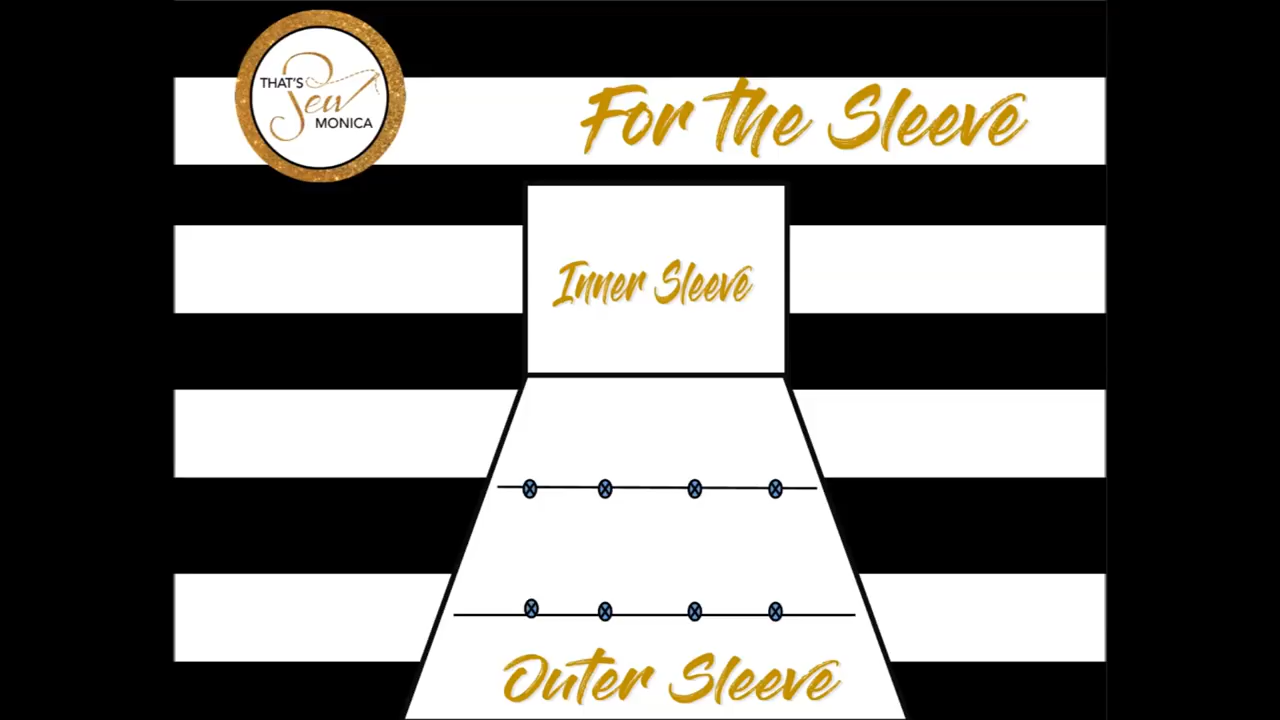 THAT'S
Sew
MONICA
For the Sleeve
Inner Sleeve
X X X X
X X X X
Outer Sleeve